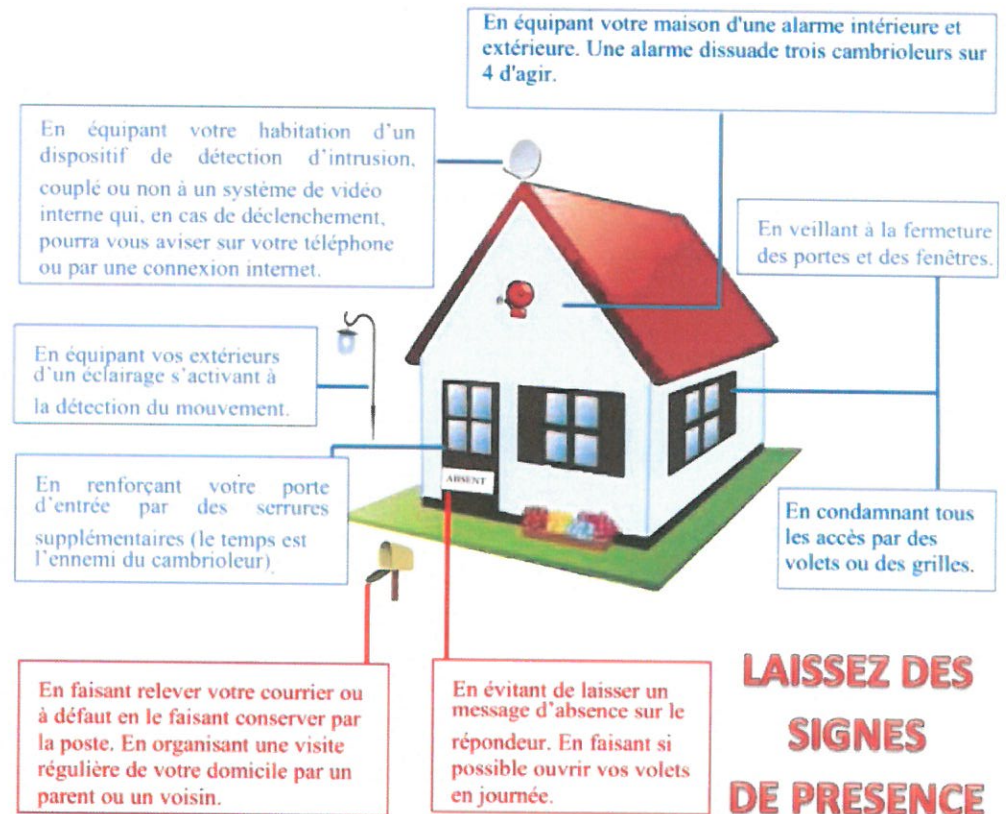 En équipant votre maison d'une alarme intérieure et
extérieure. Une alarme dissuade trois cambrioleurs sur
4 d'agir.
En équipant votre habitation d'un
dispositif de détection d'intrusion,
couplé ou non à un système de vidéo
interne qui, en cas de déclenchement,
pourra vous aviser sur votre téléphone
ou par une connexion internet.
En veillant à la fermeture
des portes et des fenêtres.
En équipant vos extérieurs
d'un éclairage s'activant à
la détection du mouvement.
En renforçant votre porte
d'entrée par des serrures
supplémentaires (le temps est
l'ennemi du cambrioleur)
ABSENT
En condamnant tous
les accès par des
volets ou des grilles.
En faisant relever votre courrier ou
à défaut en le faisant conserver par
la poste. En organisant une visite
régulière de votre domicile par un
parent ou un voisin.
En évitant de laisser un
message d'absence sur le
répondeur. En faisant si
possible ouvrir vos volets
en journée.
LAISSEZ DES
SIGNES
DE PRESENCE